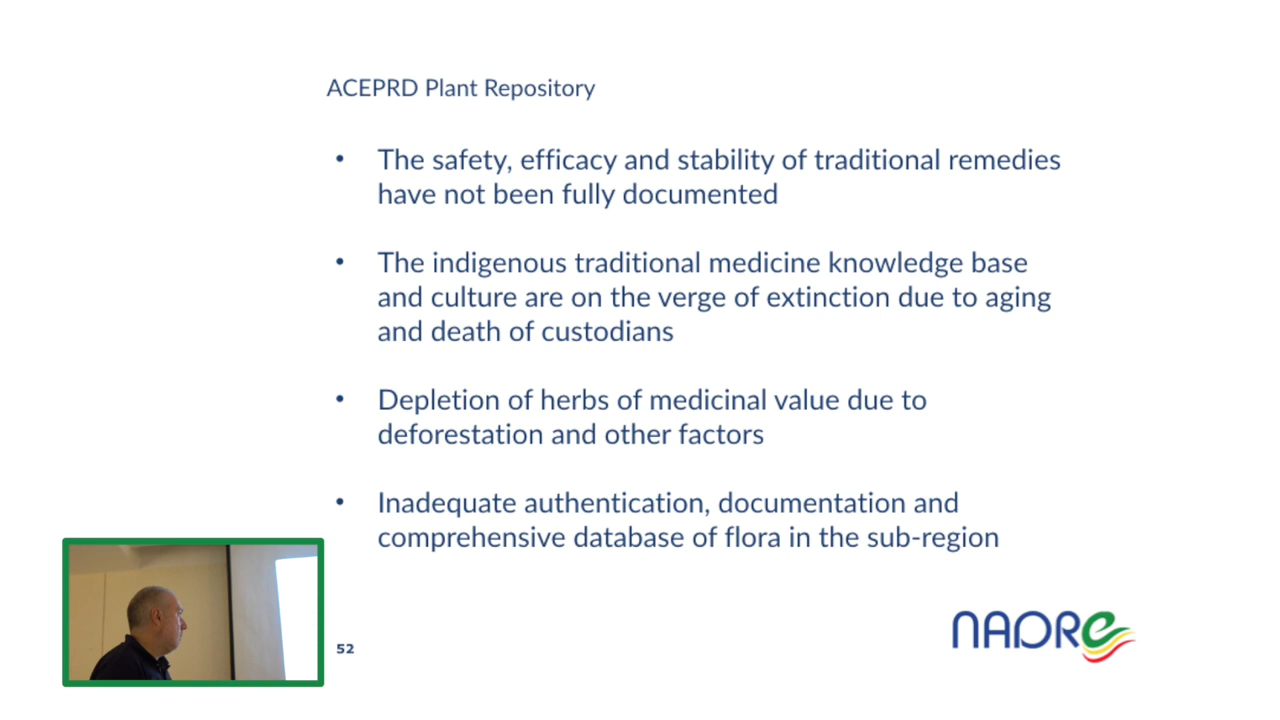 ACEPRD Plant Repository
• The safety, efficacy and stability of traditional remedies
have not been fully documented
• The indigenous traditional medicine knowledge base
and culture are on the verge of extinction due to aging
and death of custodians
• Depletion of herbs of medicinal value due to
deforestation and other factors
• Inadequate authentication, documentation and
comprehensive database of flora in the sub-region
52
NADRe